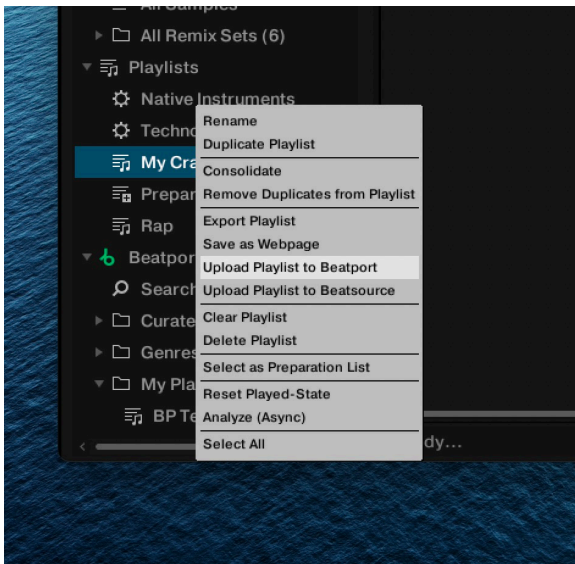 All Samples
All Remix Sets (6)
Playlists
Native Instruments
Techno
My Cra
Prepar
Rap
Beatpor
Search
Curate
Genres
My Pla
BP Te
Rename
Duplicate Playlist
Consolidate
Remove Duplicates from Playlist
Export Playlist
Save as Webpage
Upload Playlist to Beatport
Upload Playlist to Beatsource
Clear Playlist
Delete Playlist
Select as Preparation List
Reset Played-State
Analyze (Async)
Select All
dy...